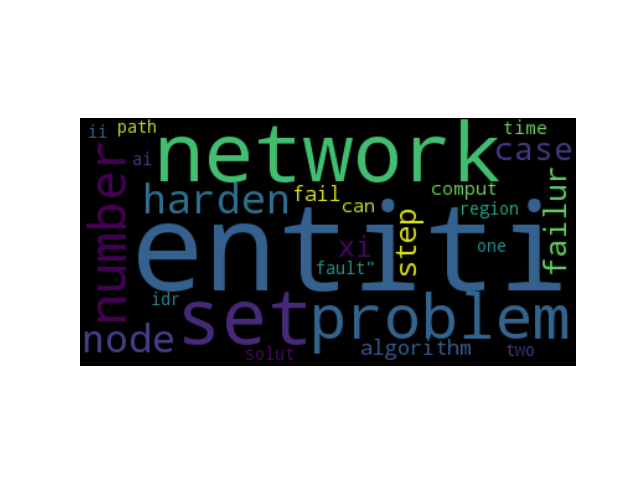 ii path network time
ai case
number harden fail can comput region failur
entiti
xi step one
fault”
idr set problem
node solut algorithm two